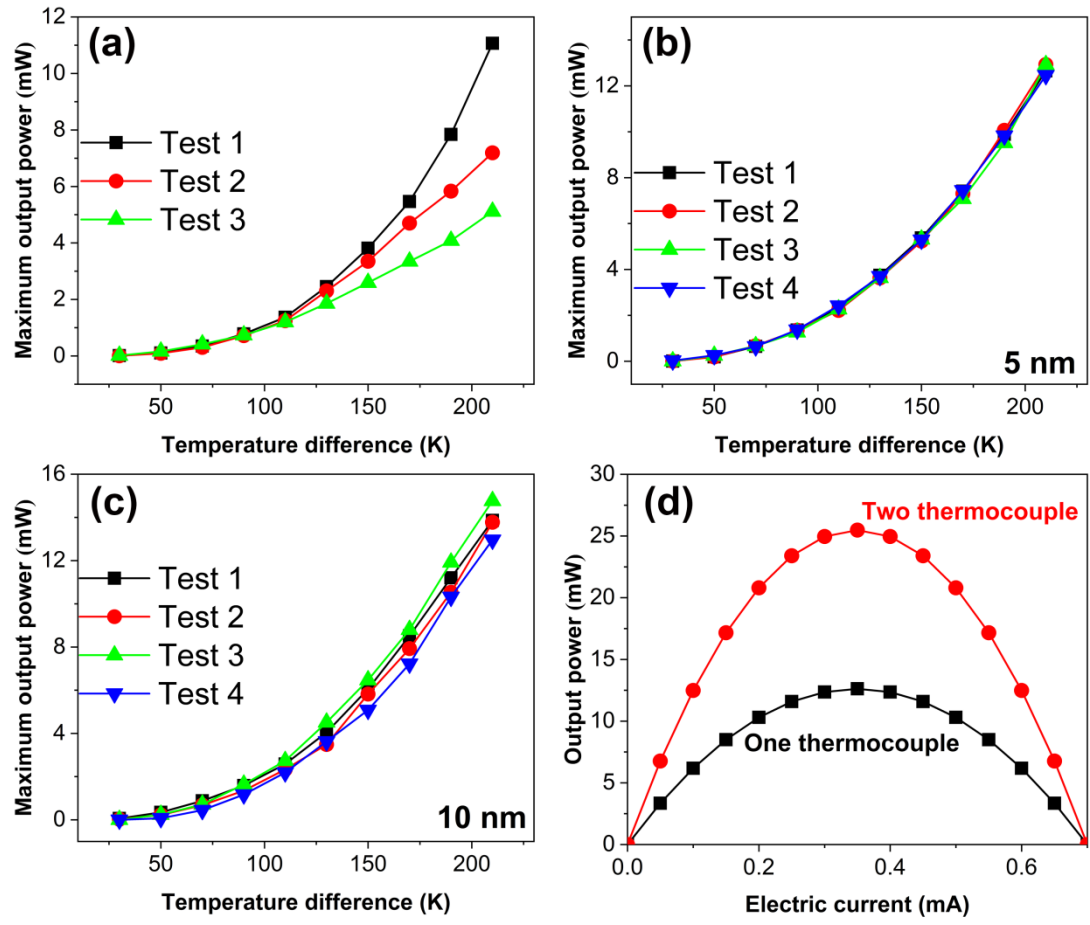 (a)
Maximum output power (mW)
12
10
8
6
4
2
0
Test 1
Test 2
Test 3
50
100
150
200
Temperature difference (K)
(b)
Maximum output power (mW)
12
8
4
0
Test 1
Test 2
Test 3
Test 4
5 nm
50
100
150
200
Temperature difference (K)
(c)
Maximum output power (mW)
16
12
8
4
0
Test 1
Test 2
Test 3
Test 4
10 nm
50
100
150
200
Temperature difference (K)
(d)
Output power (mW)
30
25
20
15
10
5
0
Two thermocouple
One thermocouple
0.0
0.2
0.4
0.6
Electric current (mA)